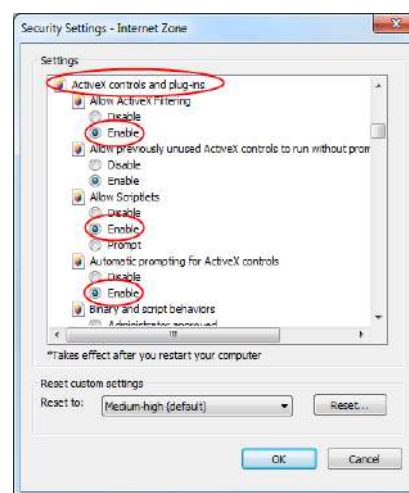 Security Settings - Internet Zone
Settings
ActiveX controls and plug-ins
Allow ActiveX Filtering
Disable
Enable
Allow previously unused ActiveX controls to run without prom
Disable
Enable
Allow Scriptlets
Disable
Enable
Prompt
Automatic prompting for ActiveX controls
Disable
Enable
Binary and script behaviors
Administrator approved
*Takes effect after you restart your computer
Reset custom settings
Reset to: Medium-high (default) Reset...
OK Cancel